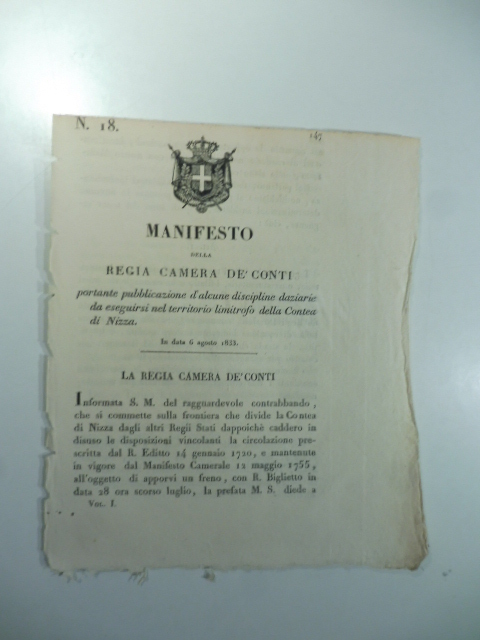 N. 18.
MANIFESTO
DELLA
REGIA CAMERA DE' CONTI
portante pubblicazione d'alcune discipline daziarie
da eseguirsi nel territorio limitrofo della Contea
di Nizza.
In data 6 agosto 1833.
LA REGIA CAMERA DE' CONTI
Informata S. M. del ragguardevole contrabbando,
che si commette sulla frontiera che divide la Contea
di Nizza dagli altri Regii Stati dappoichè caddero in
disuso le disposizioni vincolanti la circolazione pre-
scritte dal R. Editto 14 gennaio 1720, e mantenute
in vigore dal Manifesto Camerale 12 maggio 1755,
all'oggetto di apporvi un freno, con R. Biglietto in
data 28 ora scorso luglio, la prefata M. S. diede a
Vol. I.